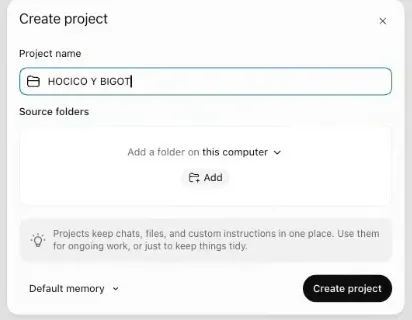 Create project
Project name
HOCICO Y BIGOT
Source folders
Add a folder on this computer
Add
Projects keep chats, files, and custom instructions in one place. Use them
for ongoing work, or just to keep things tidy.
Default memory
Create project